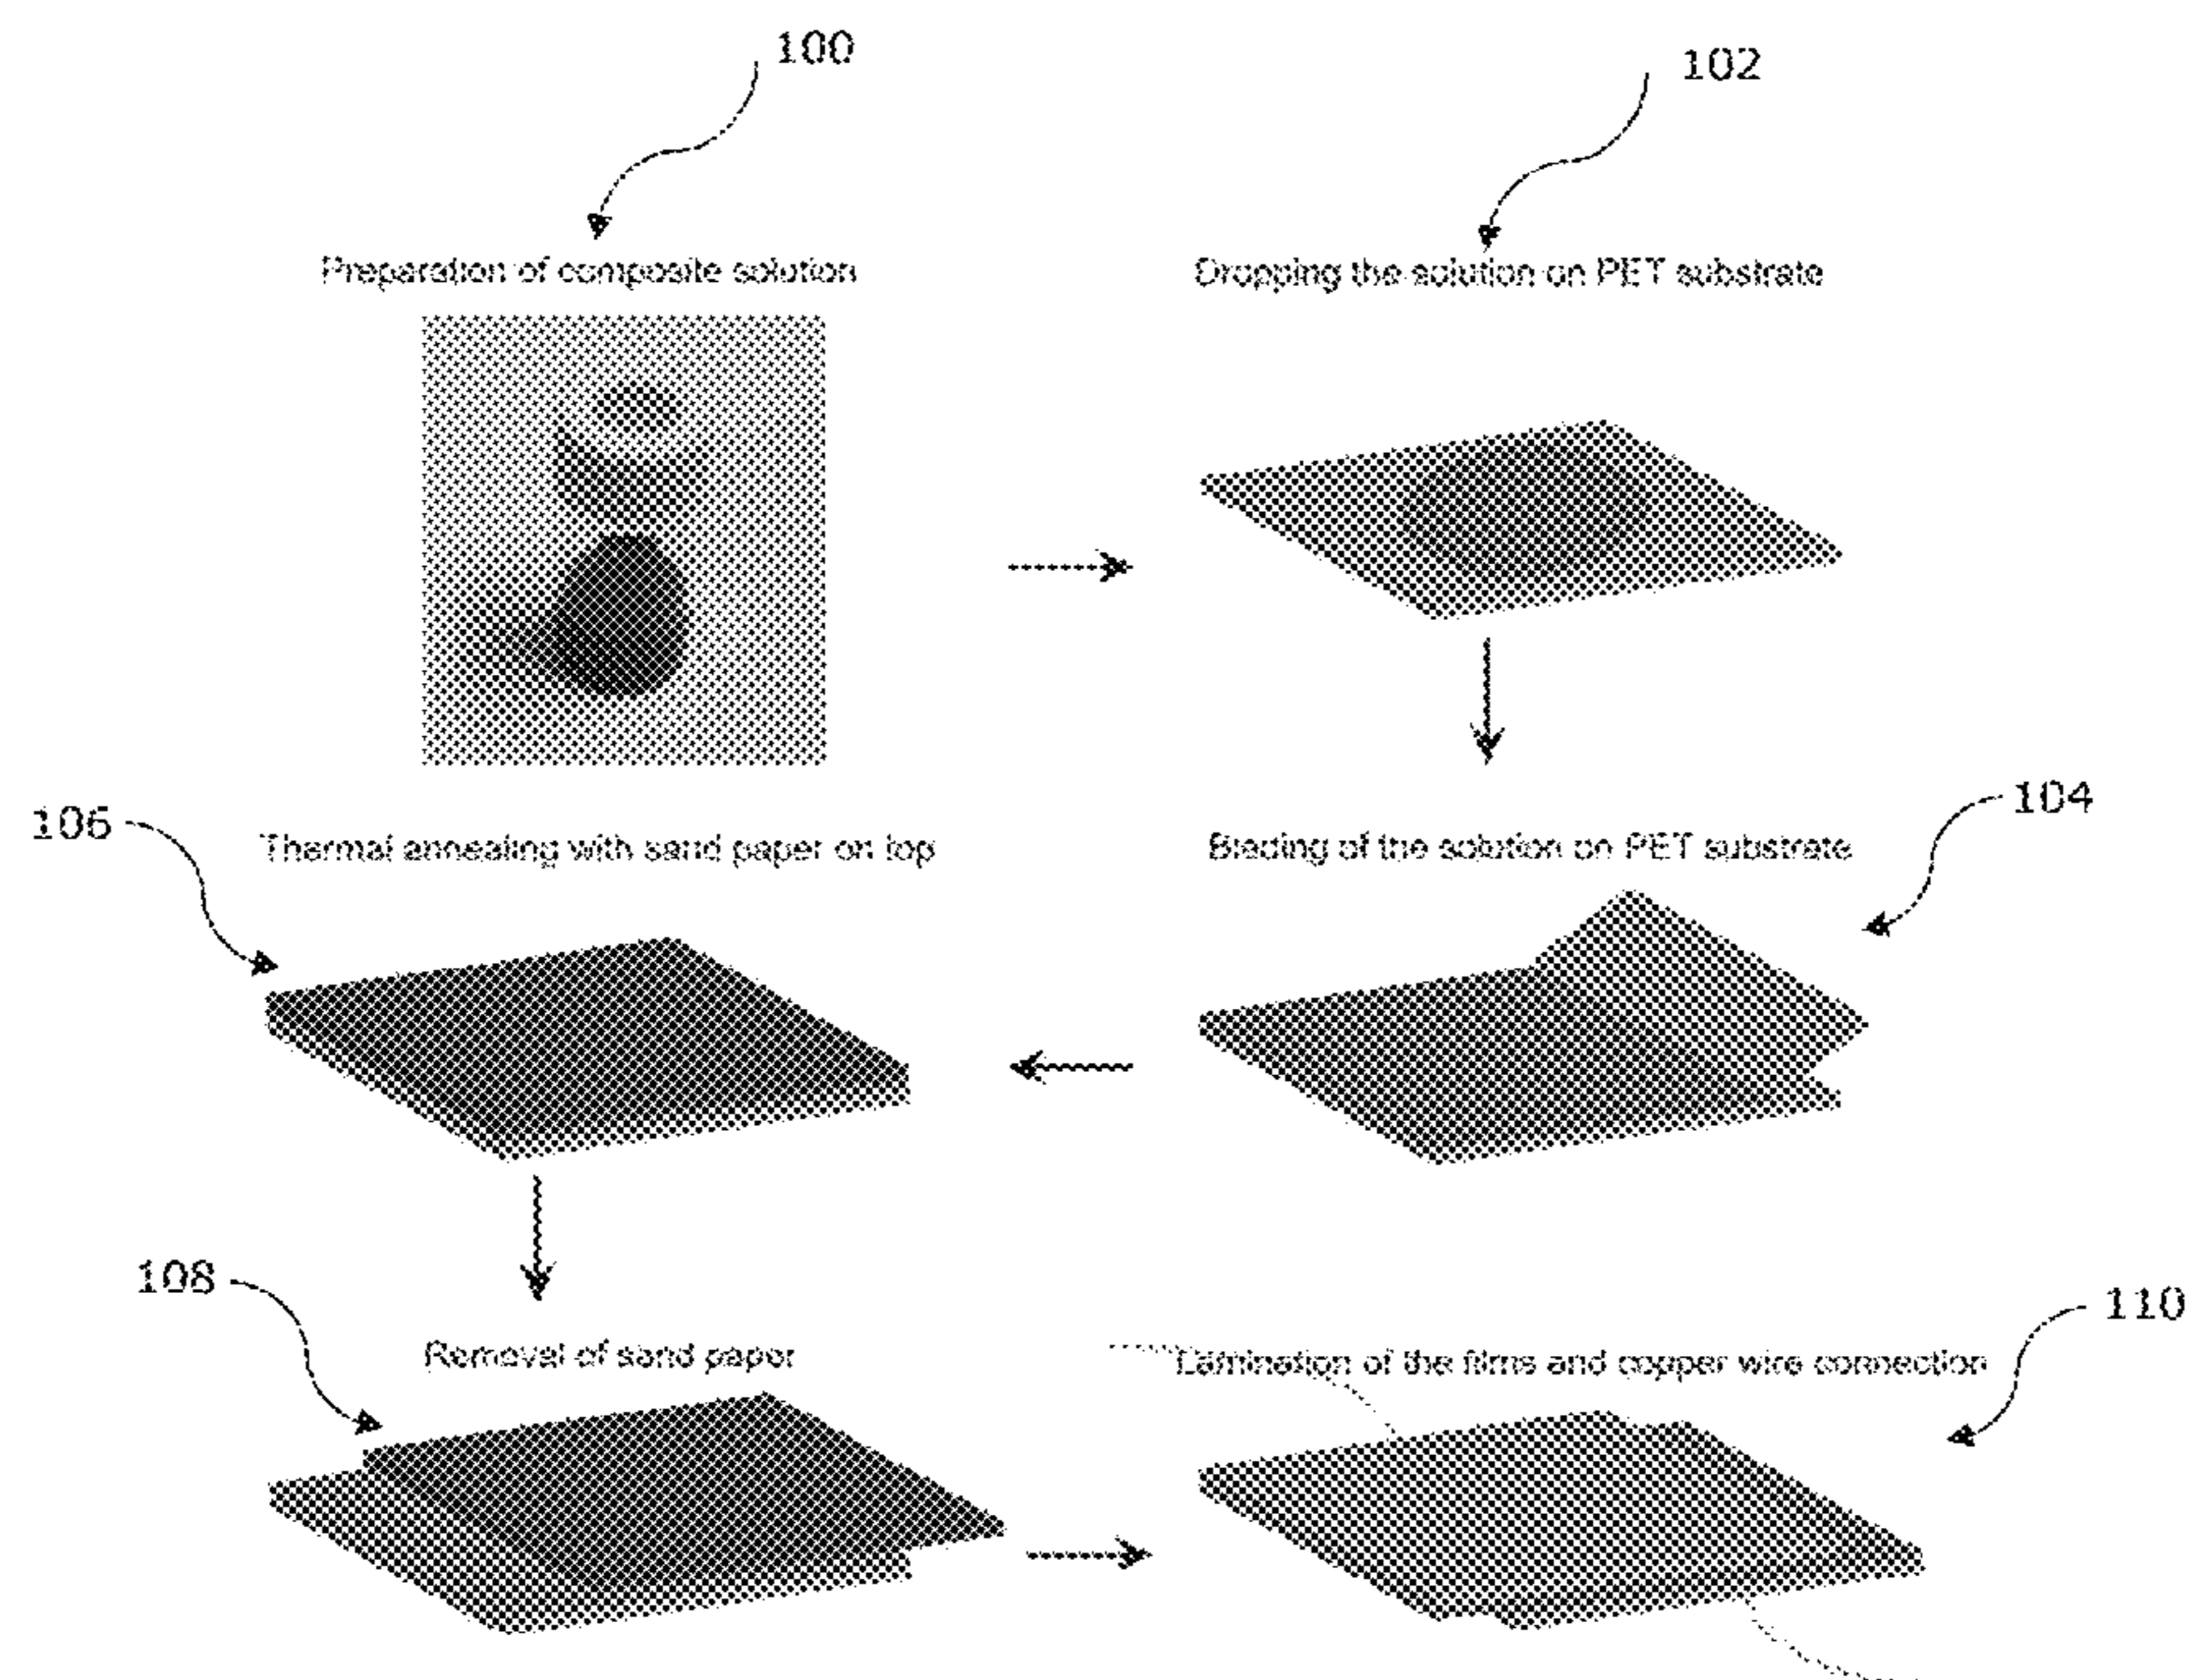 100
102
Preparation of composite solution
Dropping the solution on PET substrate
106
104
Thermal annealing with sand paper on top
Blading of the solution on PET substrate
108
110
Removal of sand paper
Lamination of the films and copper wire connection